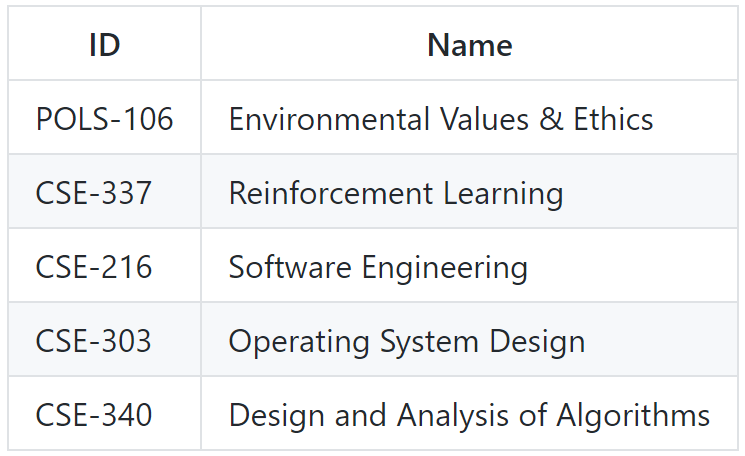 ID Name
POLS-106 Environmental Values & Ethics
CSE-337 Reinforcement Learning
CSE-216 Software Engineering
CSE-303 Operating System Design
CSE-340 Design and Analysis of Algorithms